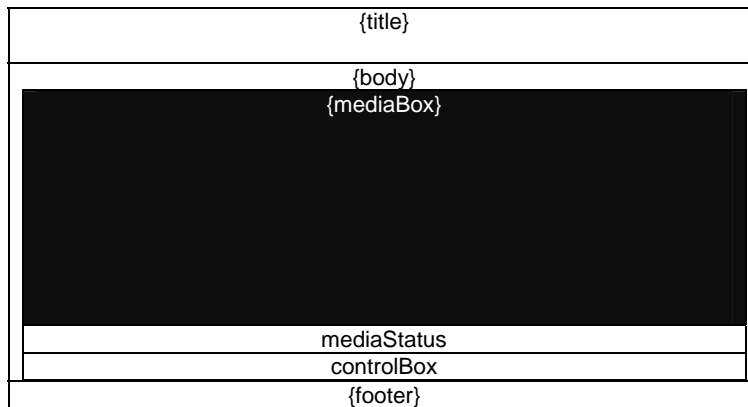 {title}
{body}
{mediaBox}
mediaStatus
controlBox
{footer}